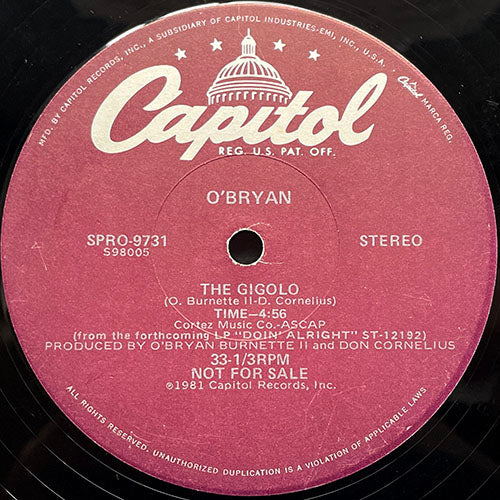 MFD. BY CAPITOL RECORDS, INC., A SUBSIDIARY OF CAPITOL INDUSTRIES-EMI, INC., U.S.A.
Capitol MARCA REG.
Capitol
REG. U.S. PAT. OFF.
O'BRYAN
SPRO-9731
S98005
STEREO
THE GIGOLO
(O. Burnette II-D. Cornelius)
TIME—4:56
Cortez Music Co.-ASCAP
(from the forthcoming LP "DOIN' ALRIGHT" ST-12192)
PRODUCED BY O'BRYAN BURNETTE II and DON CORNELIUS
33-1/3RPM
NOT FOR SALE
℗1981 Capitol Records, Inc.
ALL RIGHTS RESERVED. UNAUTHORIZED DUPLICATION IS A VIOLATION OF APPLICABLE LAWS